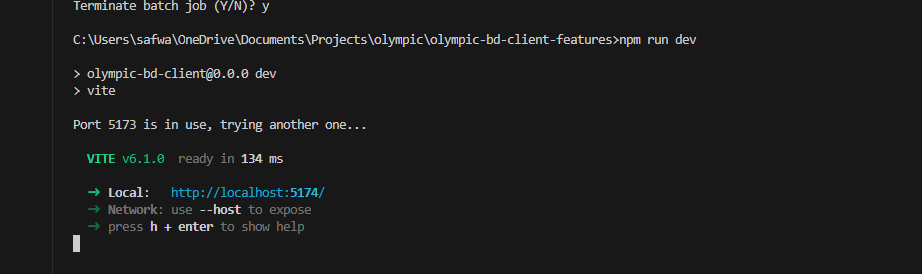 Terminate batch job (Y/N)? y
C:\Users\safwa\OneDrive\Documents\Projects\olympic\olympic-bd-client-features>npm run dev
> olympic-bd-client@0.0.0 dev
> vite
Port 5173 is in use, trying another one...
VITE v6.1.0  ready in 134 ms
➜ Local:   http://localhost:5174/
➜ Network: use --host to expose
➜ press h + enter to show help